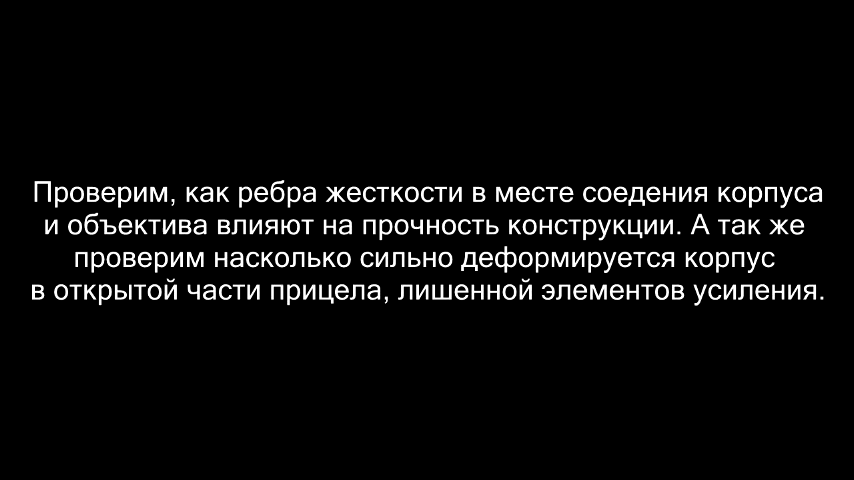 Проверим, как ребра жесткости в месте соедения корпуса
и объектива влияют на прочность конструкции. А так же
проверим насколько сильно деформируется корпус
в открытой части прицела, лишенной элементов усиления.